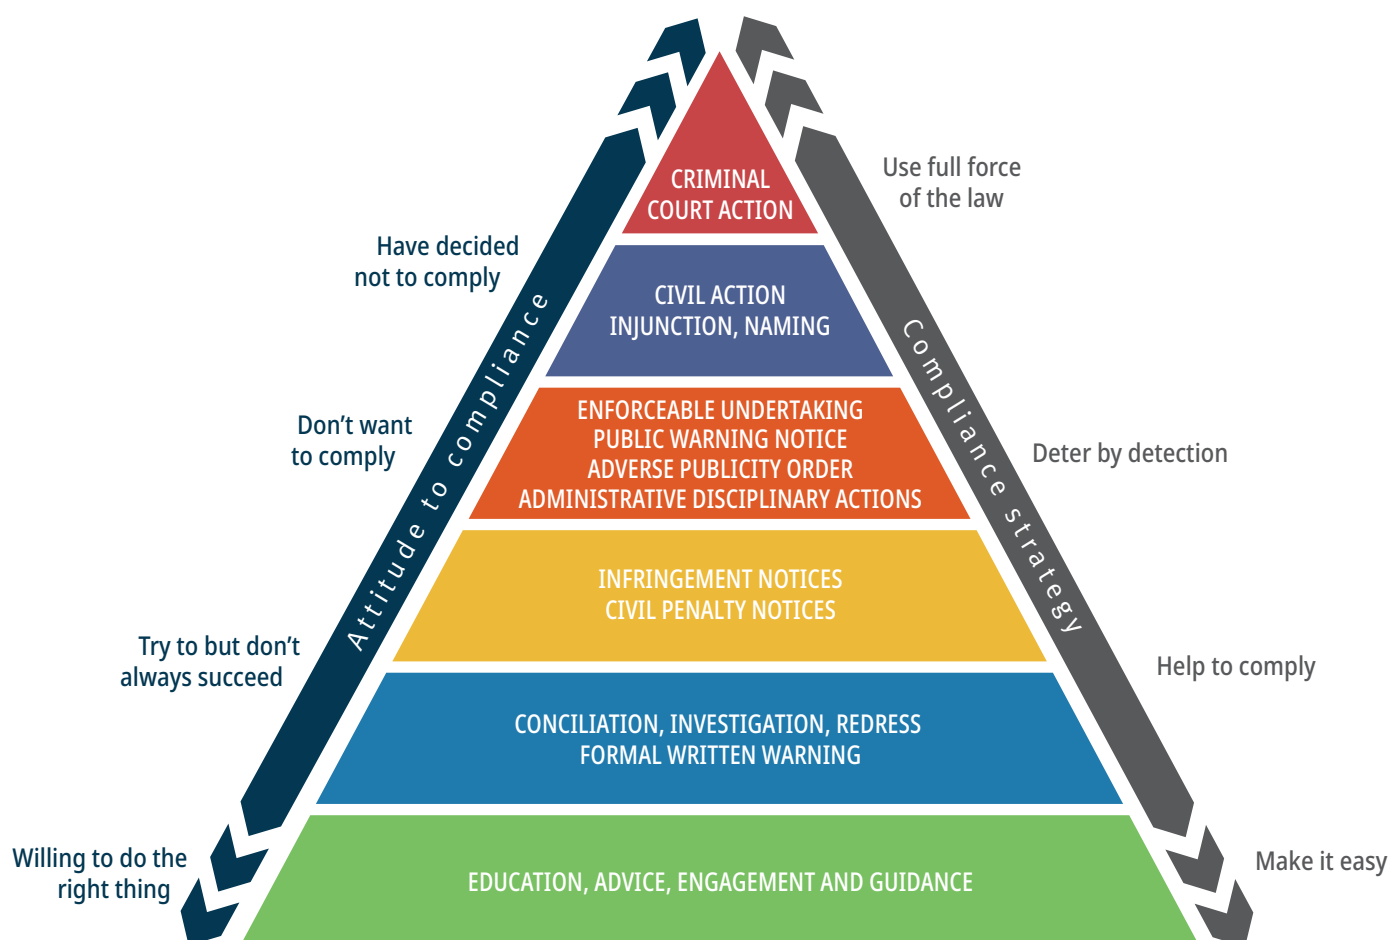 CRIMINAL
COURT ACTION
Use full force
of the law
Have decided
not to comply
CIVIL ACTION
INJUNCTION, NAMING
Attitude to compliance
Compliance strategy
Don’t want
to comply
ENFORCEABLE UNDERTAKING
PUBLIC WARNING NOTICE
ADVERSE PUBLICITY ORDER
ADMINISTRATIVE DISCIPLINARY ACTIONS
Deter by detection
INFRINGEMENT NOTICES
CIVIL PENALTY NOTICES
Try to but don’t
always succeed
Help to comply
CONCILIATION, INVESTIGATION, REDRESS
FORMAL WRITTEN WARNING
Willing to do the
right thing
EDUCATION, ADVICE, ENGAGEMENT AND GUIDANCE
Make it easy